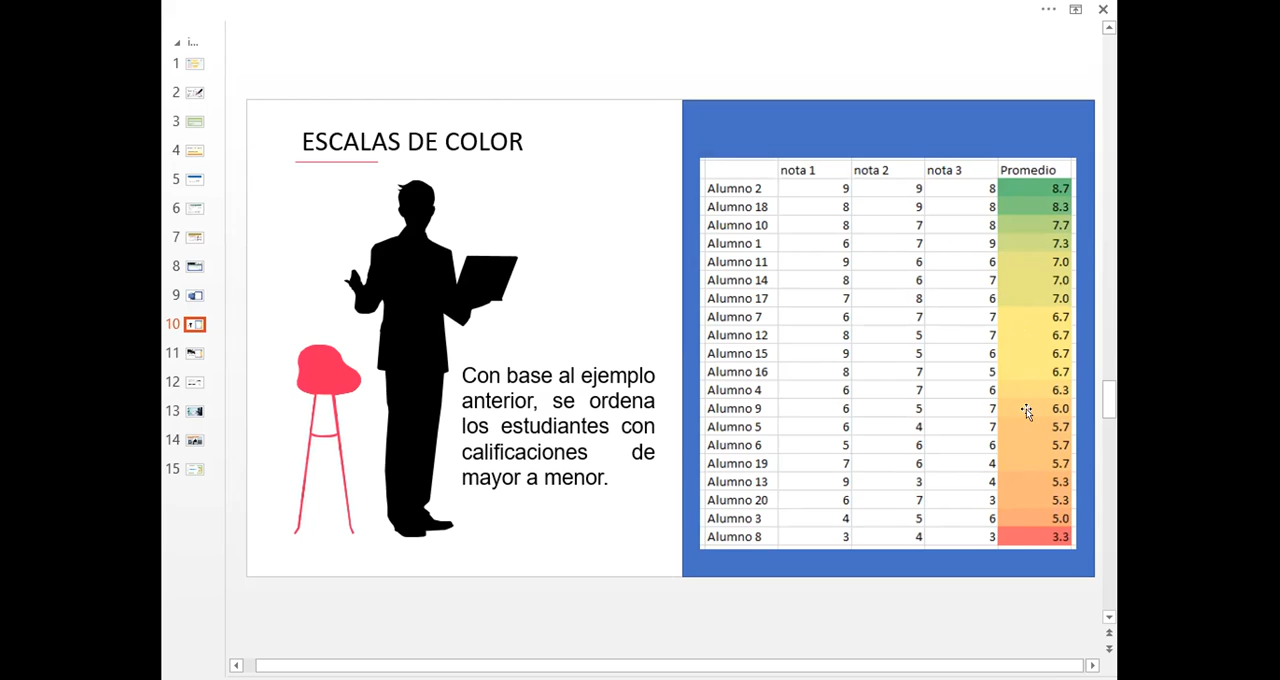 i...
1
2
3
4
5
6
7
8
9
10
11
12
13
14
15
ESCALAS DE COLOR
Con base al ejemplo
anterior, se ordena
los estudiantes con
calificaciones de
mayor a menor.
nota 1 nota 2 nota 3 Promedio
Alumno 2 9 9 8 8.7
Alumno 18 8 9 8 8.3
Alumno 10 8 7 8 7.7
Alumno 1 6 7 9 7.3
Alumno 11 9 6 6 7.0
Alumno 14 8 6 7 7.0
Alumno 17 7 8 6 7.0
Alumno 7 6 7 7 6.7
Alumno 12 8 5 7 6.7
Alumno 15 9 5 6 6.7
Alumno 16 8 7 5 6.7
Alumno 4 6 7 6 6.3
Alumno 9 6 5 7 6.0
Alumno 5 6 4 7 5.7
Alumno 6 5 6 6 5.7
Alumno 19 7 6 4 5.7
Alumno 13 9 3 4 5.3
Alumno 20 6 7 3 5.3
Alumno 3 4 5 6 5.0
Alumno 8 3 4 3 3.3